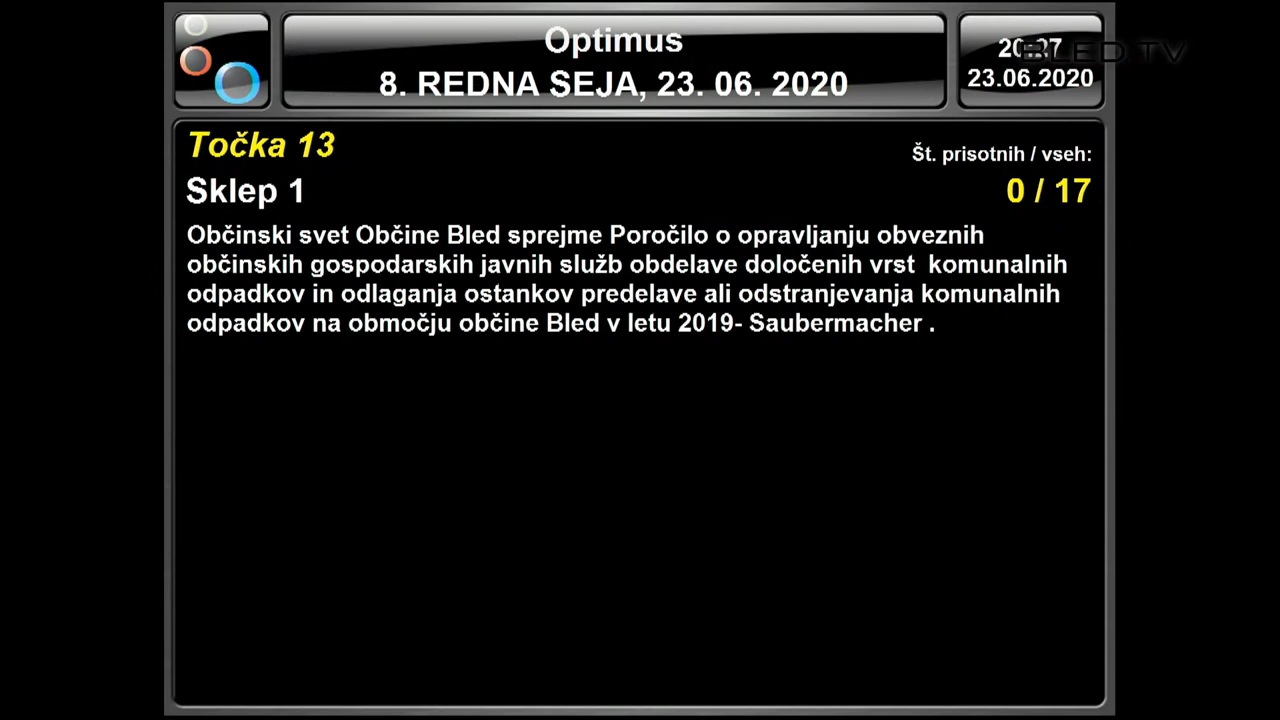 Optimus
8. REDNA SEJA, 23. 06. 2020
BLED TV
23.06.2020
Točka 13
Št. prisotnih / vseh:
Sklep 1
0 / 17
Občinski svet Občine Bled sprejme Poročilo o opravljanju obveznih
občinskih gospodarskih javnih služb obdelave določenih vrst  komunalnih
odpadkov in odlaganja ostankov predelave ali odstranjevanja komunalnih
odpadkov na območju občine Bled v letu 2019- Saubermacher .